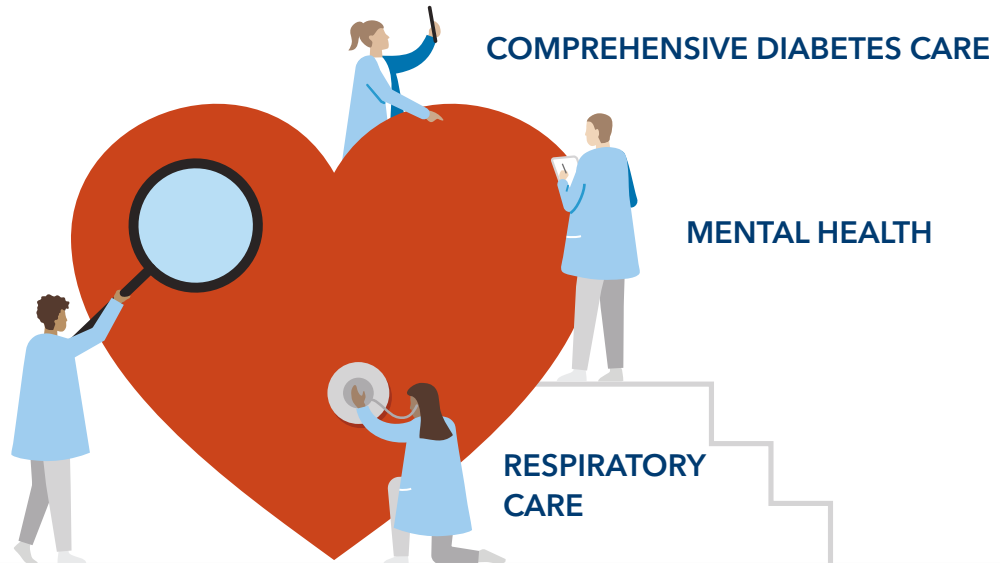 COMPREHENSIVE DIABETES CARE
MENTAL HEALTH
RESPIRATORY
CARE